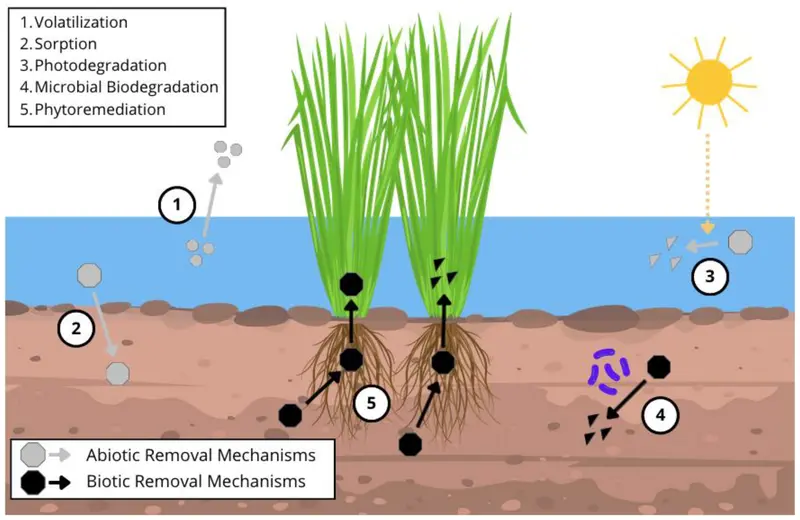 1. Volatilization
2. Sorption
3. Photodegradation
4. Microbial Biodegradation
5. Phytoremediation
1
2
3
5
4
Abiotic Removal Mechanisms
Biotic Removal Mechanisms